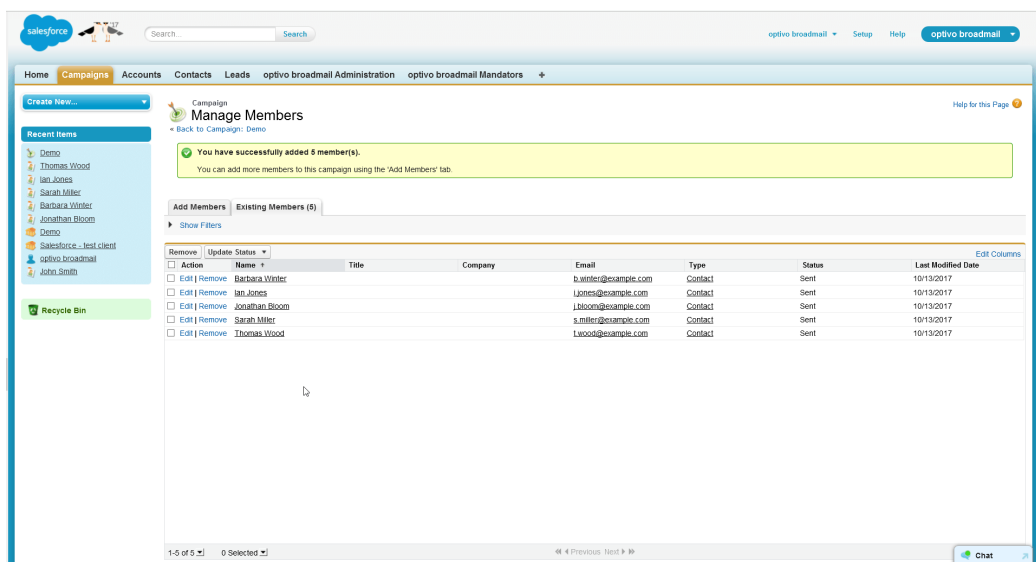 salesforce
Search...
Search
optivo broadmail
Setup
Help
optivo broadmail
Home
Campaigns
Accounts
Contacts
Leads
optivo broadmail Administration
optivo broadmail Mandators
+
Create New...
Recent Items
Demo
Thomas Wood
Ian Jones
Sarah Miller
Barbara Winter
Jonathan Bloom
Demo
Salesforce - test client
optivo broadmail
John Smith
Recycle Bin
Campaign
Manage Members
« Back to Campaign: Demo
Help for this Page ?
You have successfully added 5 member(s).
You can add more members to this campaign using the 'Add Members' tab.
Add Members
Existing Members (5)
Show Filters
Remove Update Status
Edit Columns
Action Name Title Company Email Type Status Last Modified Date
Edit | Remove Barbara Winter b.winter@example.com Contact Sent 10/13/2017
Edit | Remove Ian Jones i.jones@example.com Contact Sent 10/13/2017
Edit | Remove Jonathan Bloom j.bloom@example.com Contact Sent 10/13/2017
Edit | Remove Sarah Miller s.miller@example.com Contact Sent 10/13/2017
Edit | Remove Thomas Wood t.wood@example.com Contact Sent 10/13/2017
1-5 of 5 0 Selected Previous Next
Chat